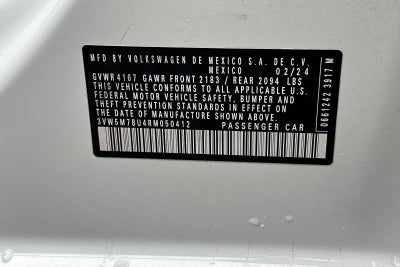 MFD BY VOLKSWAGEN DE MEXICO S.A. DE C.V.
MEXICO 02/24
GVWR 4167 GAWR FRONT 2183 / REAR 2094 LBS
THIS VEHICLE CONFORMS TO ALL APPLICABLE U.S.
FEDERAL MOTOR VEHICLE SAFETY, BUMPER AND
THEFT PREVENTION STANDARDS IN EFFECT ON
THE DATE OF MANUFACTURE SHOWN ABOVE.
3VW5M7BU4RM050412 PASSENGER CAR
0661242 3917 M